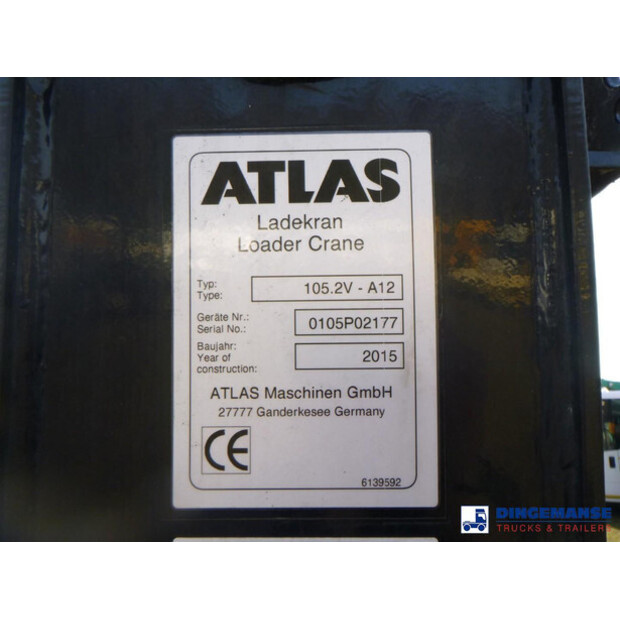 ATLAS
Ladekran
Loader Crane
Typ:
Type:
105.2V - A12
Geräte Nr.:
Serial No.:
0105P02177
Baujahr:
Year of
construction:
2015
ATLAS Maschinen GmbH
27777 Ganderkesee Germany
CE
6139592
DINGEMANSE
TRUCKS & TRAILERS